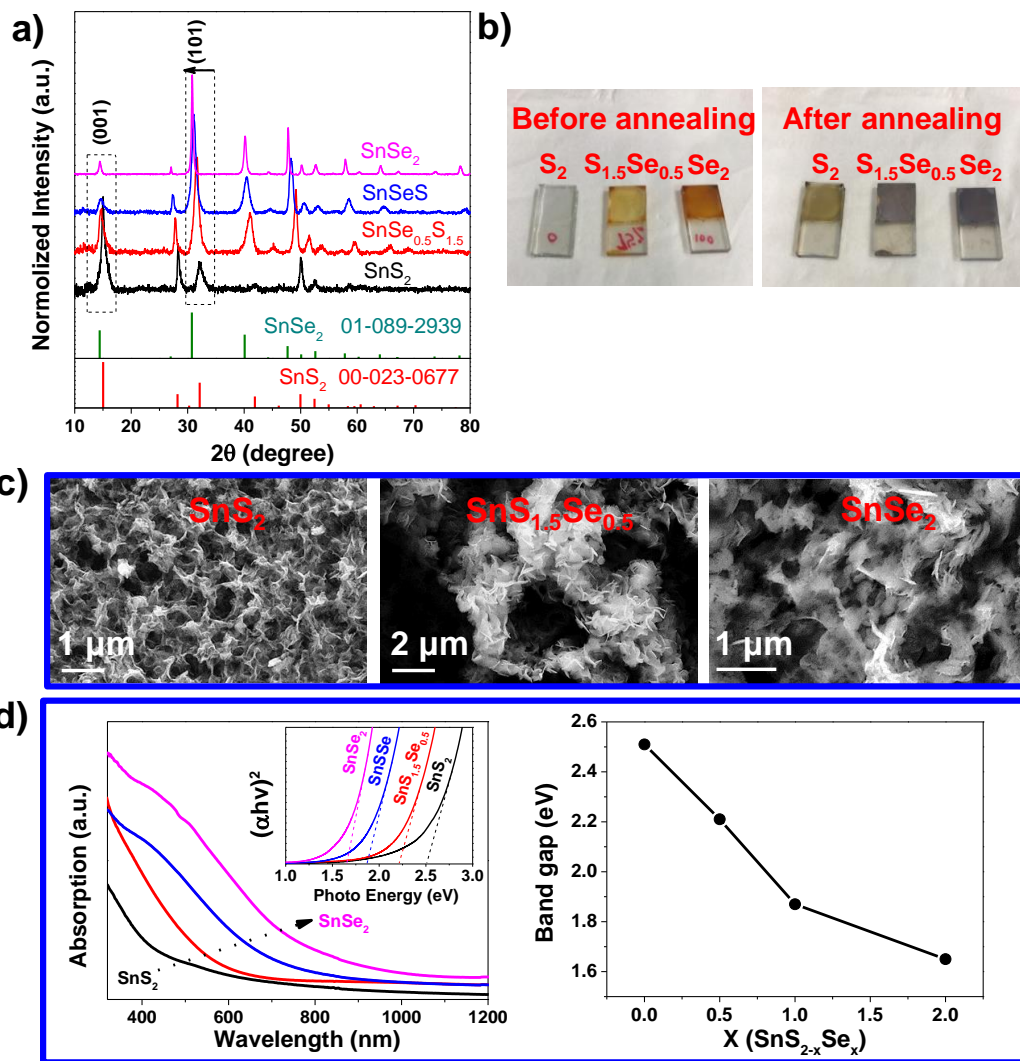 a)
Normolized Intensity (a.u.)
(001)
(101)
SnSe₂
SnSeS
SnSe₀.₅S₁.₅
SnS₂
SnSe₂ 01-089-2939
SnS₂ 00-023-0677
10 20 30 40 50 60 70 80
2θ (degree)
b)
Before annealing
S₂ S₁.₅Se₀.₅ Se₂
0 100
After annealing
S₂ S₁.₅Se₀.₅ Se₂
c)
SnS₂
1 µm
SnS₁.₅Se₀.₅
2 µm
SnSe₂
1 µm
d)
Absorption (a.u.)
SnS₂
SnSe₂
400 600 800 1000 1200
Wavelength (nm)
(αhν)²
SnSe₂
SnSSe
SnS₁.₅Se₀.₅
SnS₂
1.0 1.5 2.0 2.5 3.0
Photo Energy (eV)
Band gap (eV)
2.6
2.4
2.2
2.0
1.8
1.6
0.0 0.5 1.0 1.5 2.0
X (SnS₂₋ₓSeₓ)